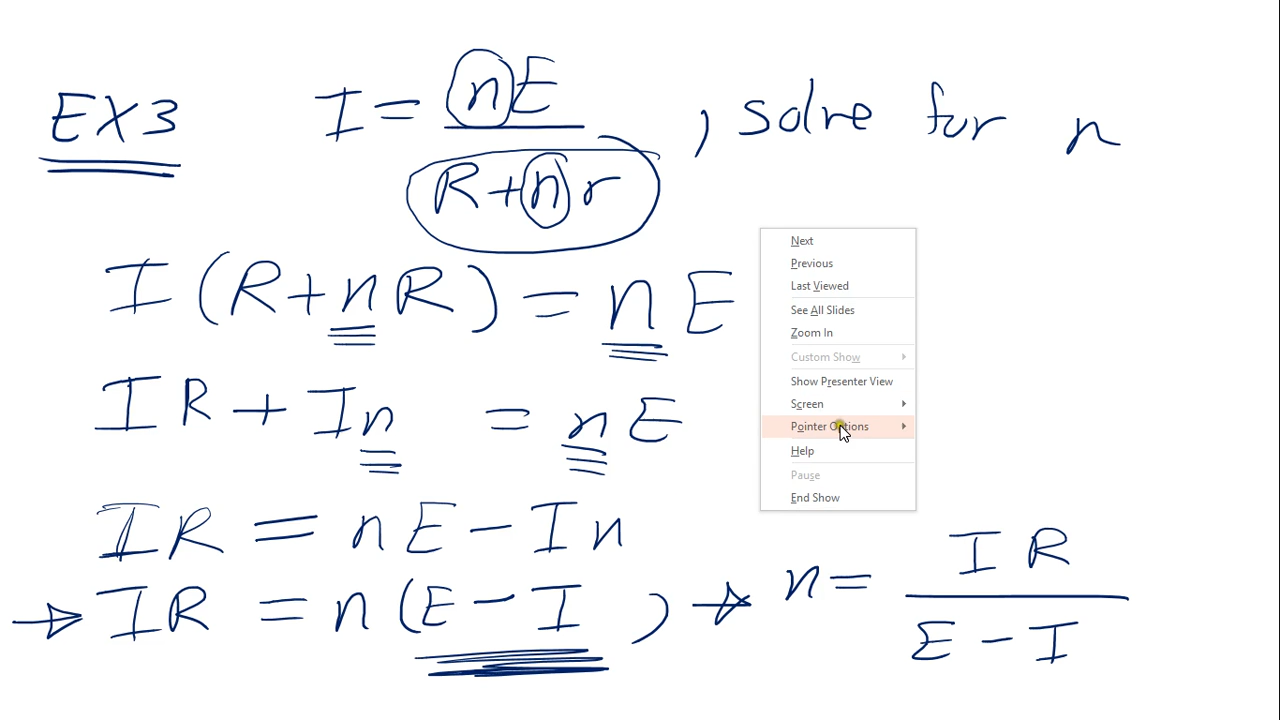 EX3 I = nE / R+nr , solve for n
I (R+nR) = nE
IR + In = nE
IR = nE - In
→ IR = n(E - I) → n = IR / E - I
Next
Previous
Last Viewed
See All Slides
Zoom In
Custom Show
Show Presenter View
Screen
Pointer Options
Help
Pause
End Show